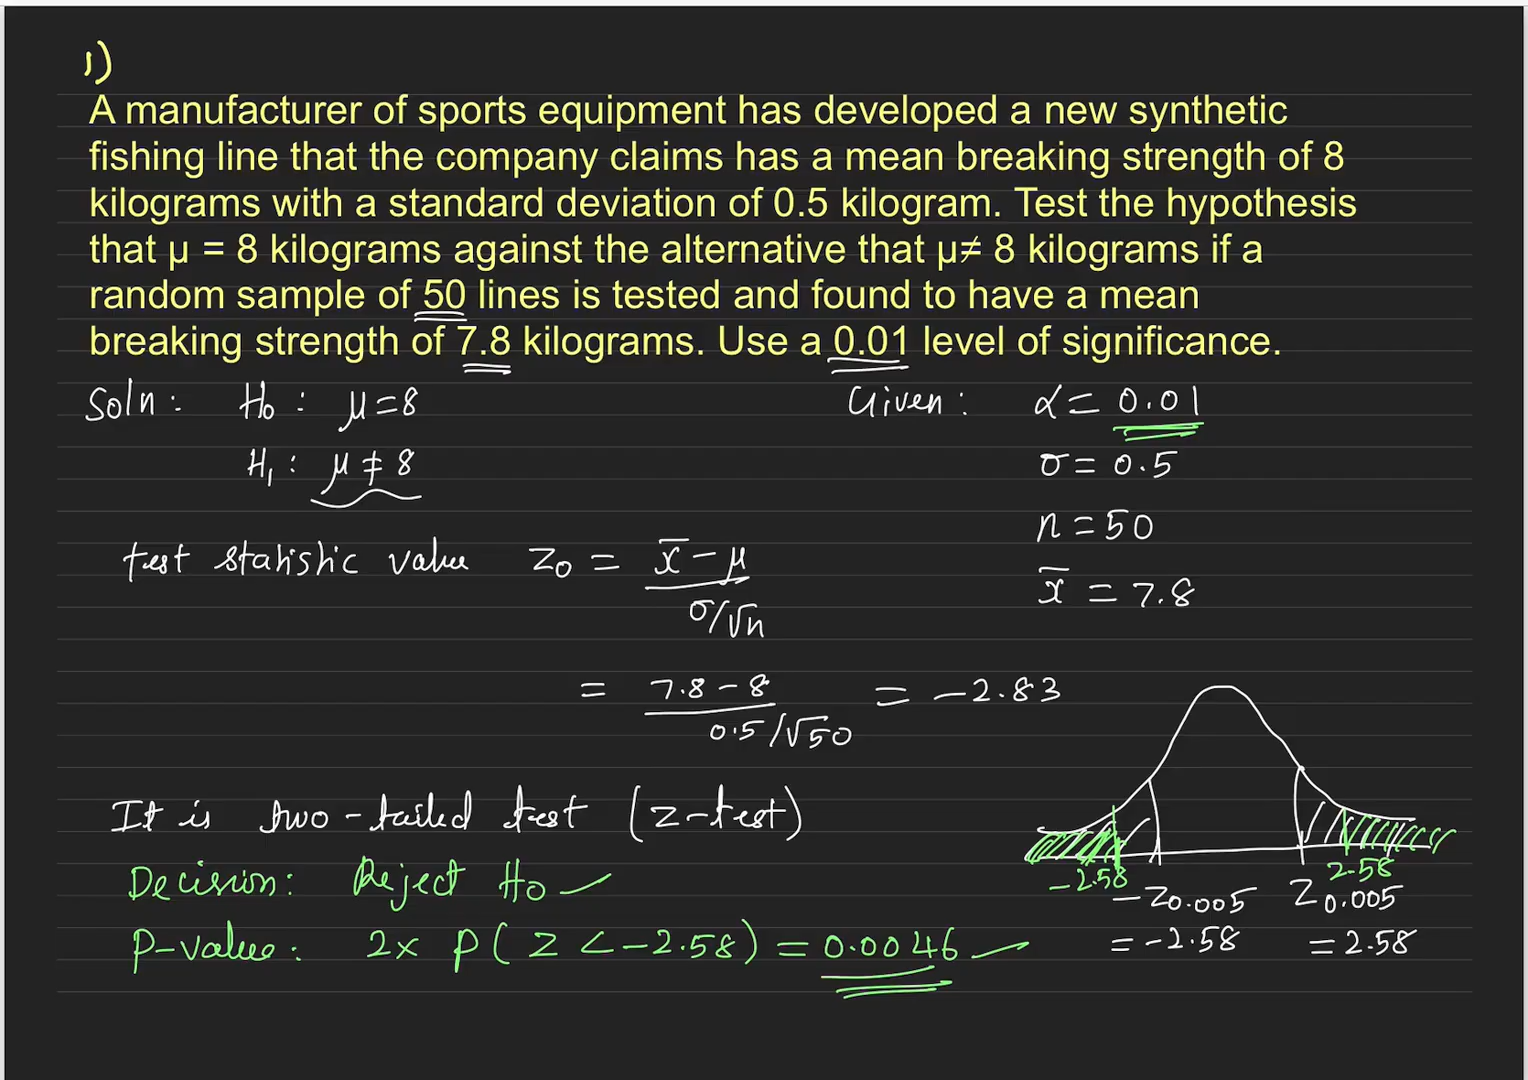 1)
A manufacturer of sports equipment has developed a new synthetic
fishing line that the company claims has a mean breaking strength of 8
kilograms with a standard deviation of 0.5 kilogram. Test the hypothesis
that μ = 8 kilograms against the alternative that μ≠ 8 kilograms if a
random sample of 50 lines is tested and found to have a mean
breaking strength of 7.8 kilograms. Use a 0.01 level of significance.
Soln: H₀ : μ=8
H₁ : μ ≠ 8
Given: α = 0.01
σ = 0.5
n = 50
x̄ = 7.8
test statistic value z₀ = x̄ - μ / σ/√n
= 7.8 - 8 / 0.5/√50 = -2.83
It is two-tailed test (z-test)
Decision: Reject H₀
P-value: 2x P( Z < -2.58) = 0.0046
-2.58 2.58
-Z0.005 Z0.005
= -2.58 = 2.58